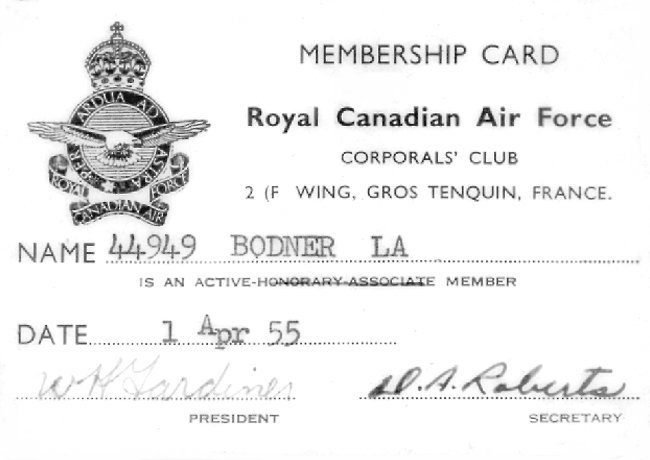 MEMBERSHIP CARD
PER ARDUA AD ASTRA
ROYAL CANADIAN AIR FORCE
Royal Canadian Air Force
CORPORALS' CLUB
2 (F WING, GROS TENQUIN, FRANCE.
NAME 44949 BODNER LA
IS AN ACTIVE-HONORARY-ASSOCIATE MEMBER
DATE 1 Apr 55
W H Gardiner D. A. Roberts
PRESIDENT SECRETARY